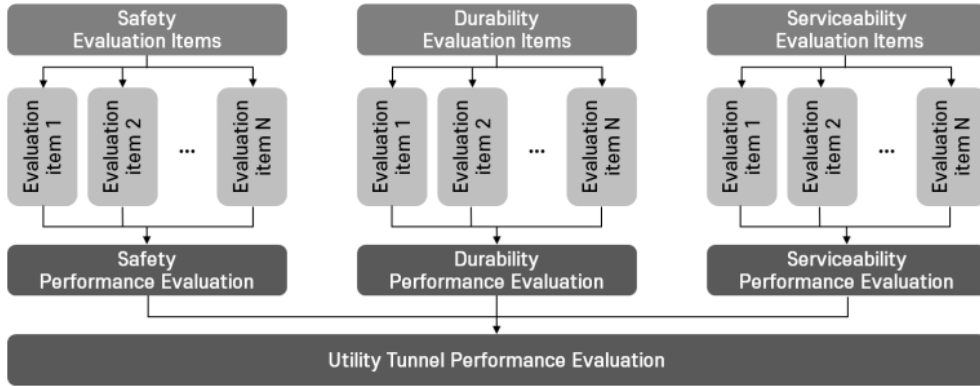 Safety
Evaluation Items
Durability
Evaluation Items
Serviceability
Evaluation Items
Evaluation
item 1
Evaluation
item 2
...
Evaluation
item N
Evaluation
item 1
Evaluation
item 2
...
Evaluation
item N
Evaluation
item 1
Evaluation
item 2
...
Evaluation
item N
Safety
Performance Evaluation
Durability
Performance Evaluation
Serviceability
Performance Evaluation
Utility Tunnel Performance Evaluation